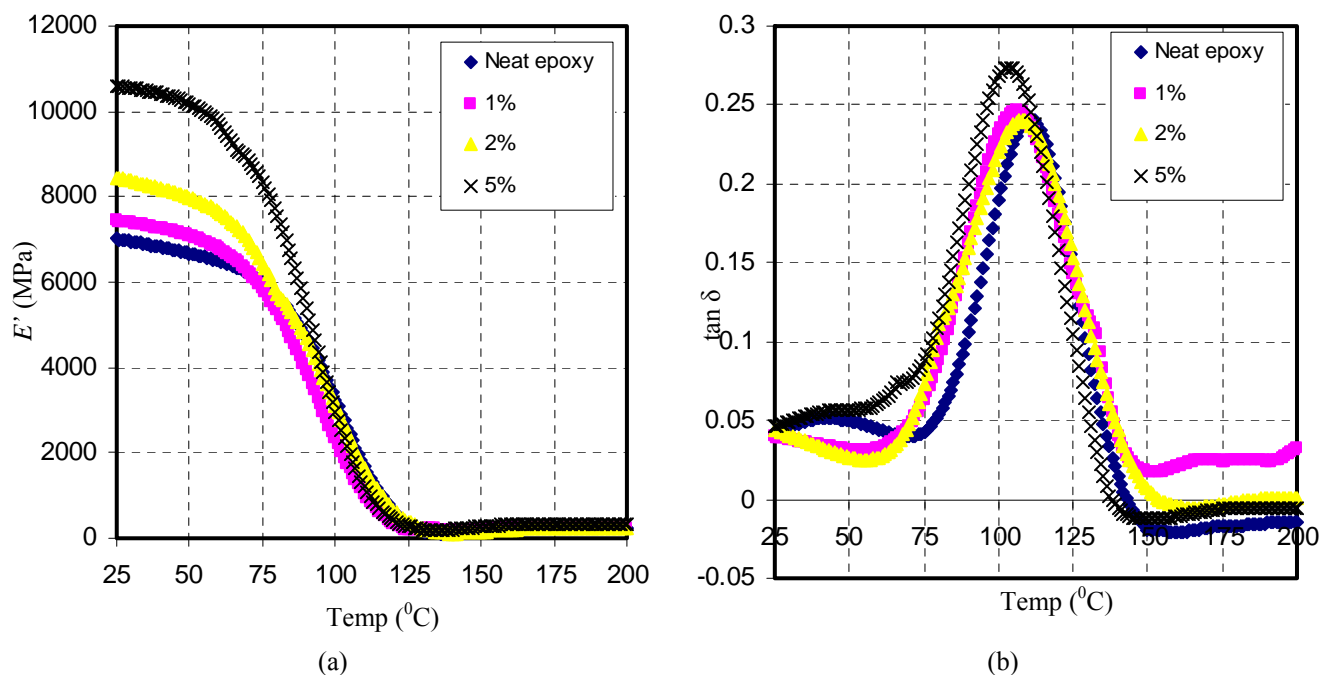 12000
10000
8000
6000
4000
2000
0
E' (MPa)
25 50 75 100 125 150 175 200
Temp (⁰C)
Neat epoxy
1%
2%
5%
(a)
0.3
0.25
0.2
0.15
0.1
0.05
0
-0.05
tan δ
25 50 75 100 125 150 175 200
Temp (⁰C)
Neat epoxy
1%
2%
5%
(b)